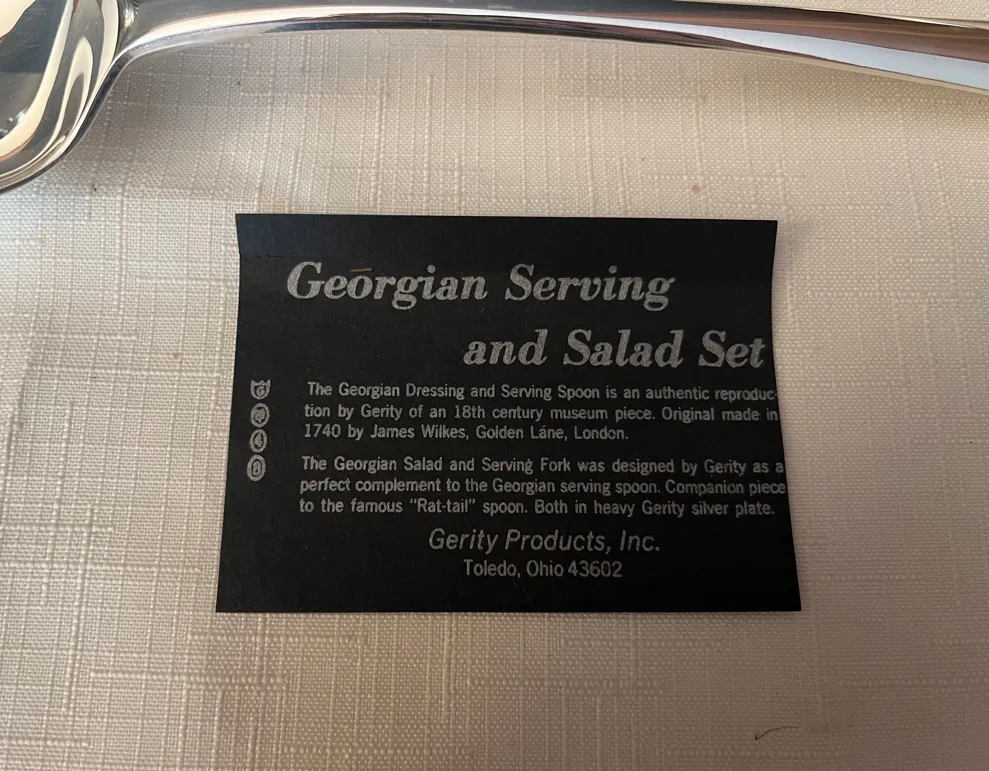 Georgian Serving
and Salad Set
The Georgian Dressing and Serving Spoon is an authentic reproduc-
tion by Gerity of an 18th century museum piece. Original made in
1740 by James Wilkes, Golden Lane, London.
The Georgian Salad and Serving Fork was designed by Gerity as a
perfect complement to the Georgian serving spoon. Companion piece
to the famous "Rat-tail" spoon. Both in heavy Gerity silver plate.
Gerity Products, Inc.
Toledo, Ohio 43602